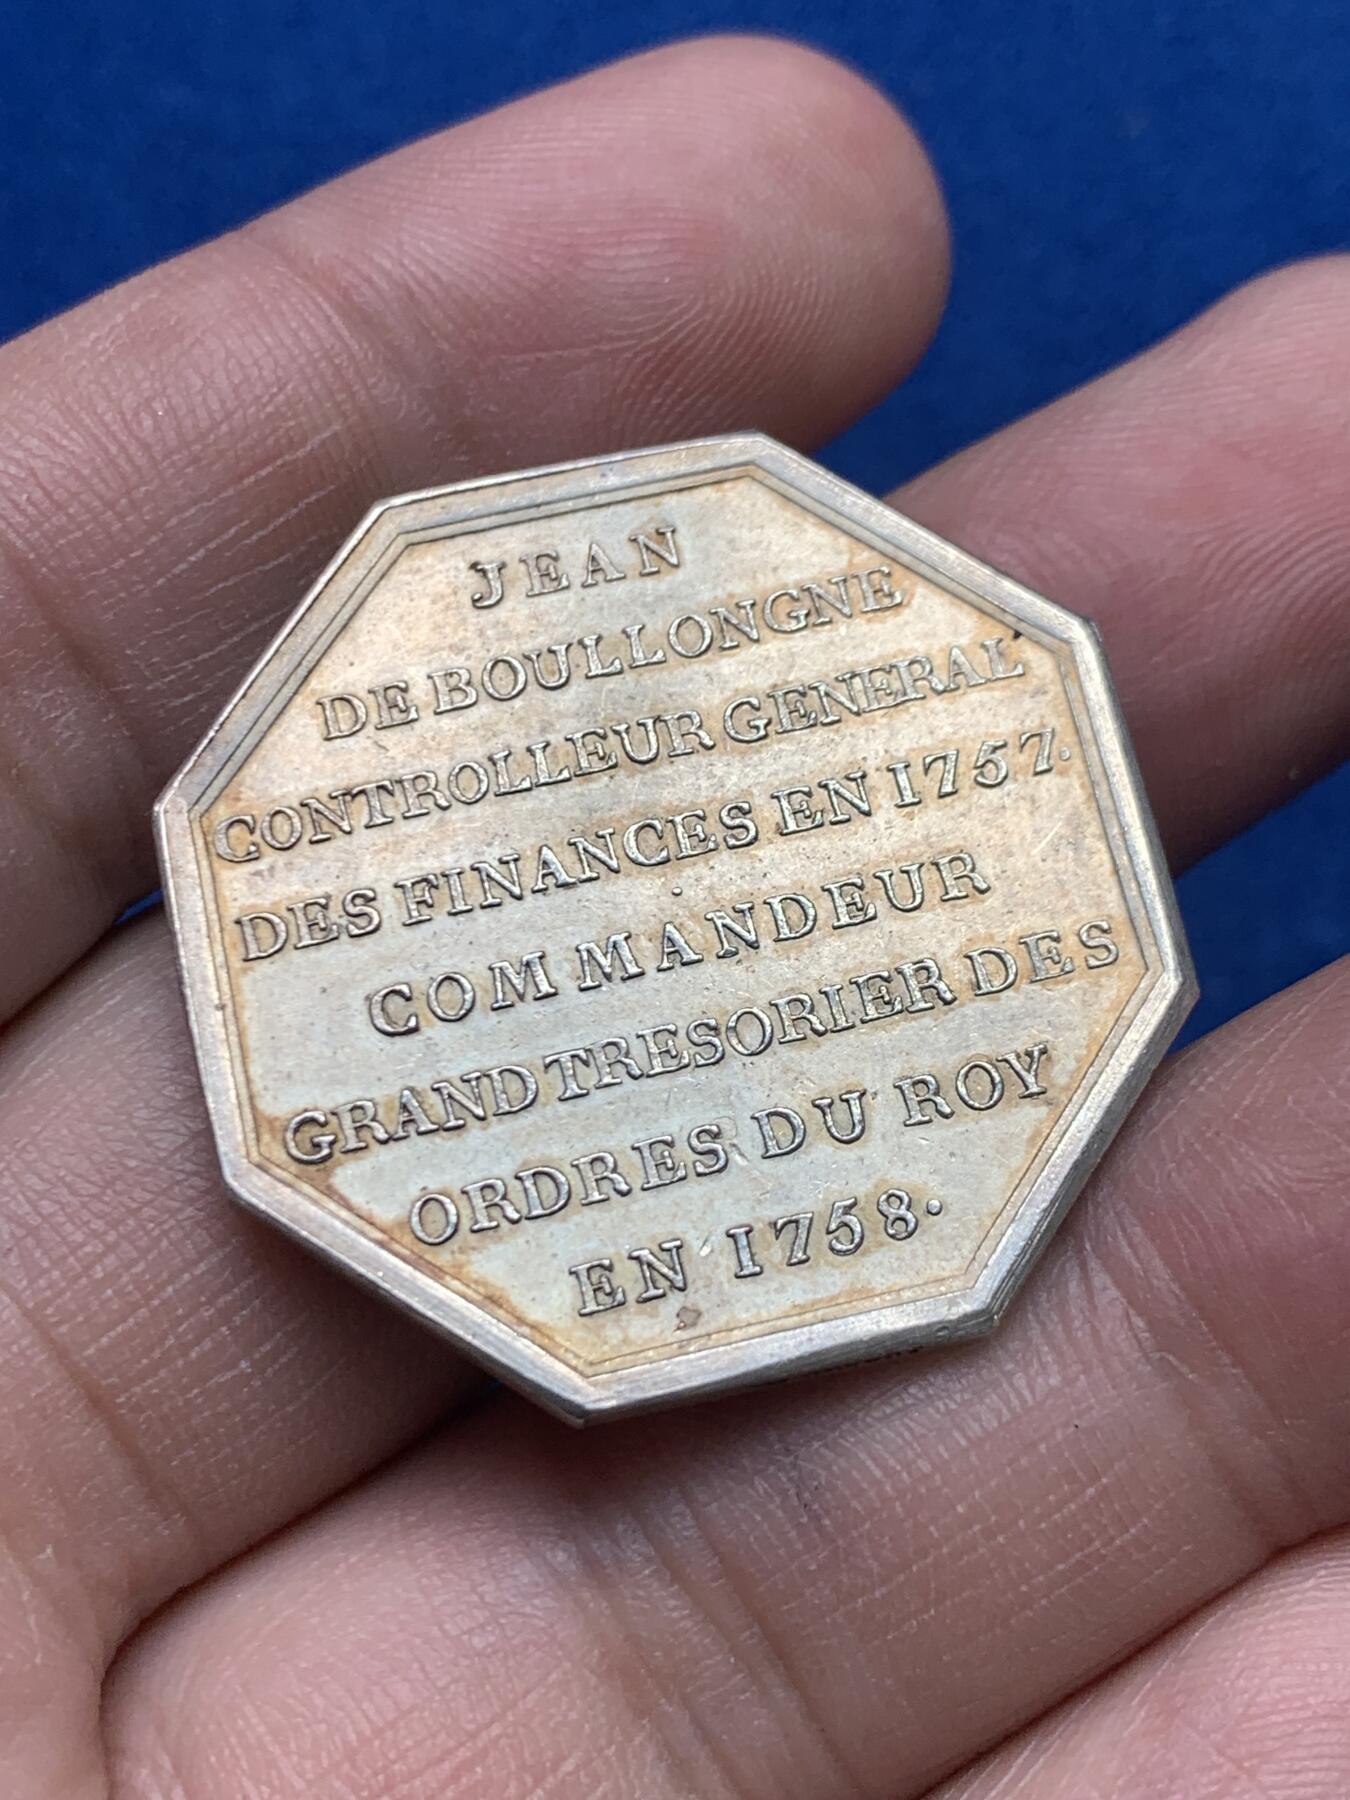 JEAN
DE BOULLONGNE
CONTROLLEUR GENERAL
DES FINANCES EN 1757.
COMMANDEUR
GRAND TRESORIER DES
ORDRES DU ROY
EN 1758.